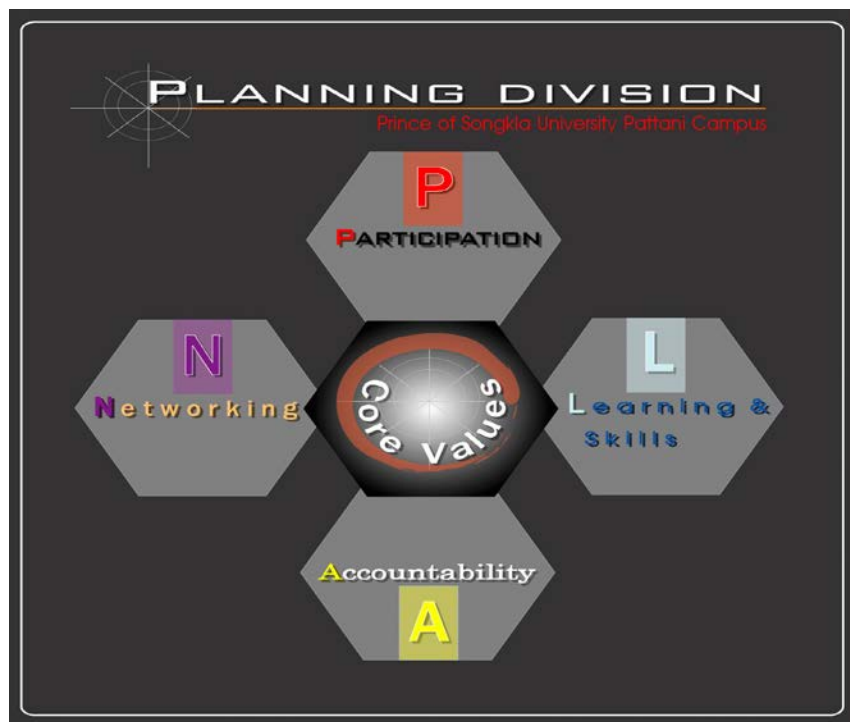 PLANNING DIVISION
Prince of Songkla University Pattani Campus
P
PARTICIPATION
N
Networking
Core Values
L
Learning &
Skills
Accountability
A